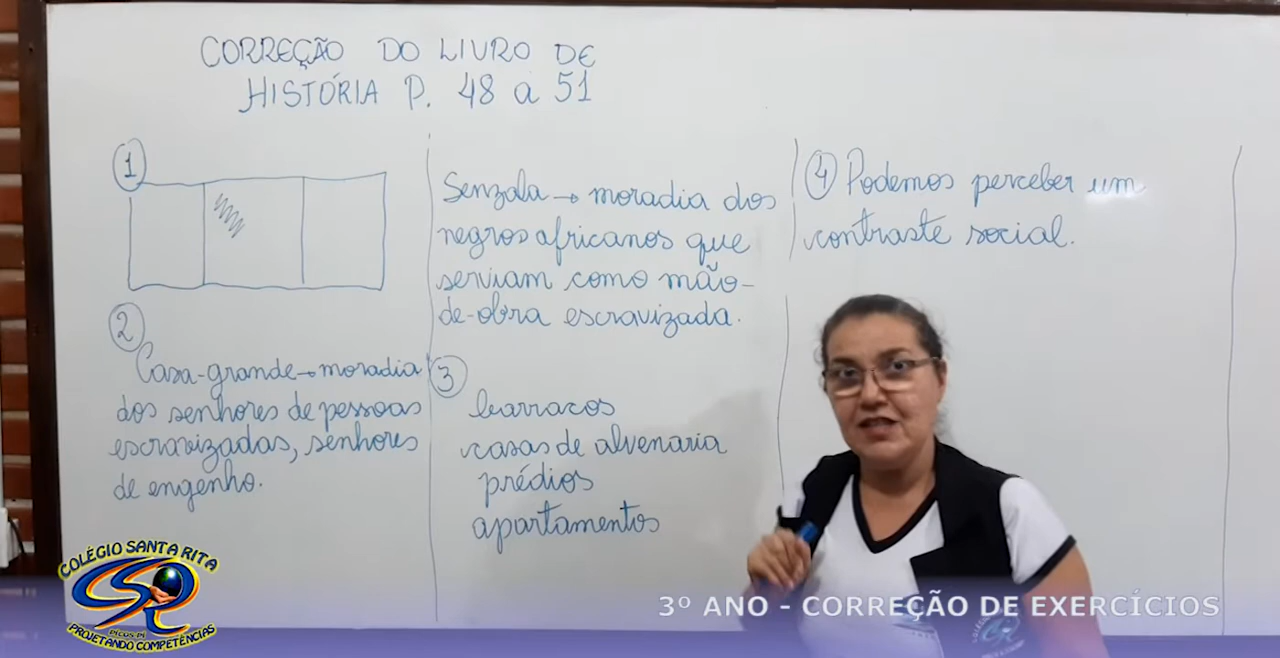 CORREÇÃO DO LIVRO DE
HISTÓRIA P. 48 a 51
1
2
Casa-grande → moradia
dos senhores de pessoas
escravizadas, senhores
de engenho.
Senzala → moradia dos
negros africanos que
serviam como mão-
de-obra escravizada.
3
barracos
casas de alvenaria
prédios
apartamentos
4 Podemos perceber um
contraste social.
COLÉGIO SANTA RITA
PICOS-PI
PROJETANDO COMPETÊNCIAS
3º ANO - CORREÇÃO DE EXERCÍCIOS